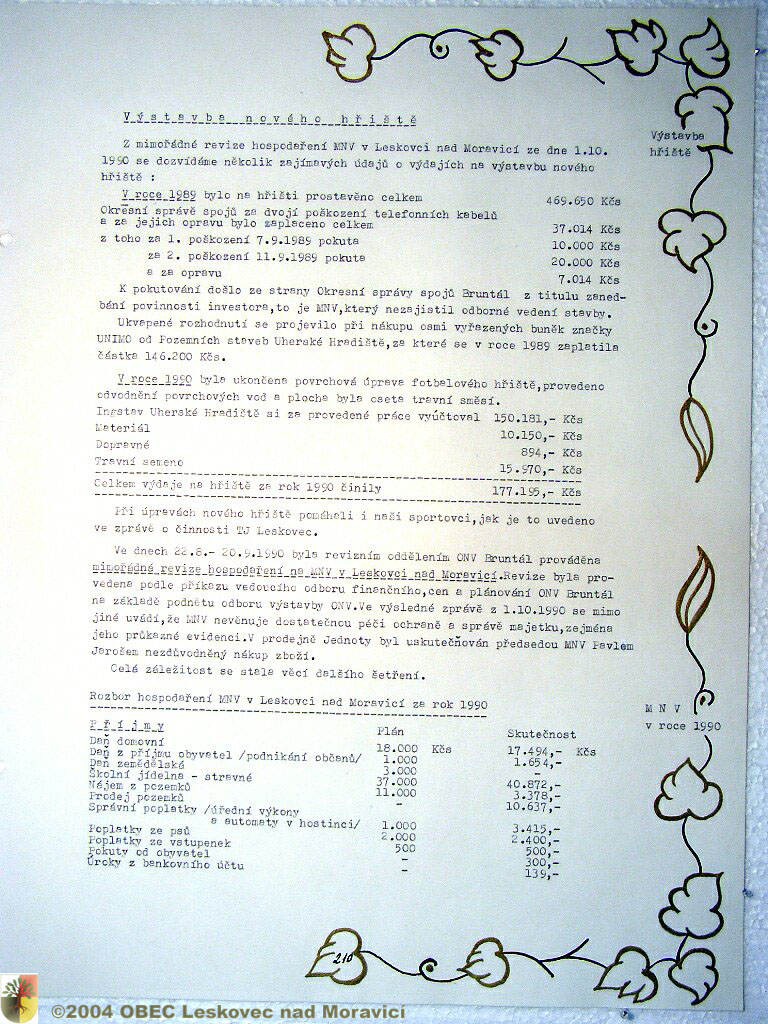 Výstavba nového hřiště
Výstavba
hřiště
Z mimořádné revize hospodaření MNV v Leskovci nad Moravicí ze dne 1.10.
1990 se dozvídáme několik zajímavých údajů o výdajích na výstavbu nového
hřiště :
V roce 1989 bylo na hřišti prostavěno celkem 469.650 Kčs
Okresní správě spojů za dvojí poškození telefonních kabelů
a za jejich opravu bylo zaplaceno celkem 37.014 Kčs
z toho za 1. poškození 7.9.1989 pokuta 10.000 Kčs
za 2. poškození 11.9.1989 pokuta 20.000 Kčs
a za opravu 7.014 Kčs
K pokutování došlo ze strany Okresní správy spojů Bruntál z titulu zaned-
bání povinnosti investora,to je MNV,který nezajistil odborné vedení stavby.
Ukvapené rozhodnutí se projevilo při nákupu osmi vyřazených buněk značky
UNIMO od Pozemních staveb Uherské Hradiště,za které se v roce 1989 zaplatila
částka 146.200 Kčs.
V roce 1990 byla ukončena povrchová úprava fotbalového hřiště,provedeno
odvodnění povrchových vod a plocha byla oseta travní směsí.
Ingstav Uherské Hradiště si za provedené práce vyúčtoval 150.181,- Kčs
Materiál 10.150,- Kčs
Dopravné 894,- Kčs
Travní semeno 15.970,- Kčs
Celkem výdaje na hřiště za rok 1990 činily 177.195,- Kčs
Při úpravách nového hřiště pomáhali i naši sportovci,jak je to uvedeno
ve zprávě o činnosti TJ Leskovec.
Ve dnech 22.8.- 20.9.1990 byla revizním oddělením ONV Bruntál prováděna
mimořádná revize hospodaření na MNV v Leskovci nad Moravicí.Revize byla pro-
vedena podle příkazu vedoucího odboru finančního,cen a plánování ONV Bruntál
na základě podnětu odboru výstavby ONV.Ve výsledné zprávě z 1.10.1990 se mimo
jiné uvádí,že MNV nevěnuje dostatečnou péči ochraně a správě majetku,zejména
jeho průkazné evidenci.V prodejně Jednoty byl uskutečňován předsedou MNV Pavlem
Jarošem nezdůvodněný nákup zboží.
Celá záležitost se stala věcí dalšího šetření.
Rozbor hospodaření MNV v Leskovci nad Moravicí za rok 1990
M N V
v roce 1990
Příjmy Plán Skutečnost
Daň domovní 18.000 Kčs 17.494,- Kčs
Daň z příjmu obyvatel /podnikání občanů/ 1.000 1.654,-
Daň zemědělská 3.000 -
Školní jídelna - stravné 37.000 40.872,-
Nájem z pozemků 11.000 3.378,-
Prodej pozemků - 10.637,-
Správní poplatky /úřední výkony
a automaty v hostinci/ 1.000 3.415,-
Poplatky ze psů 2.000 2.400,-
Poplatky ze vstupenek 500 500,-
Pokuty od obyvatel - 300,-
Úroky z bankovního účtu - 139,-
210
©2004 OBEC Leskovec nad Moravicí